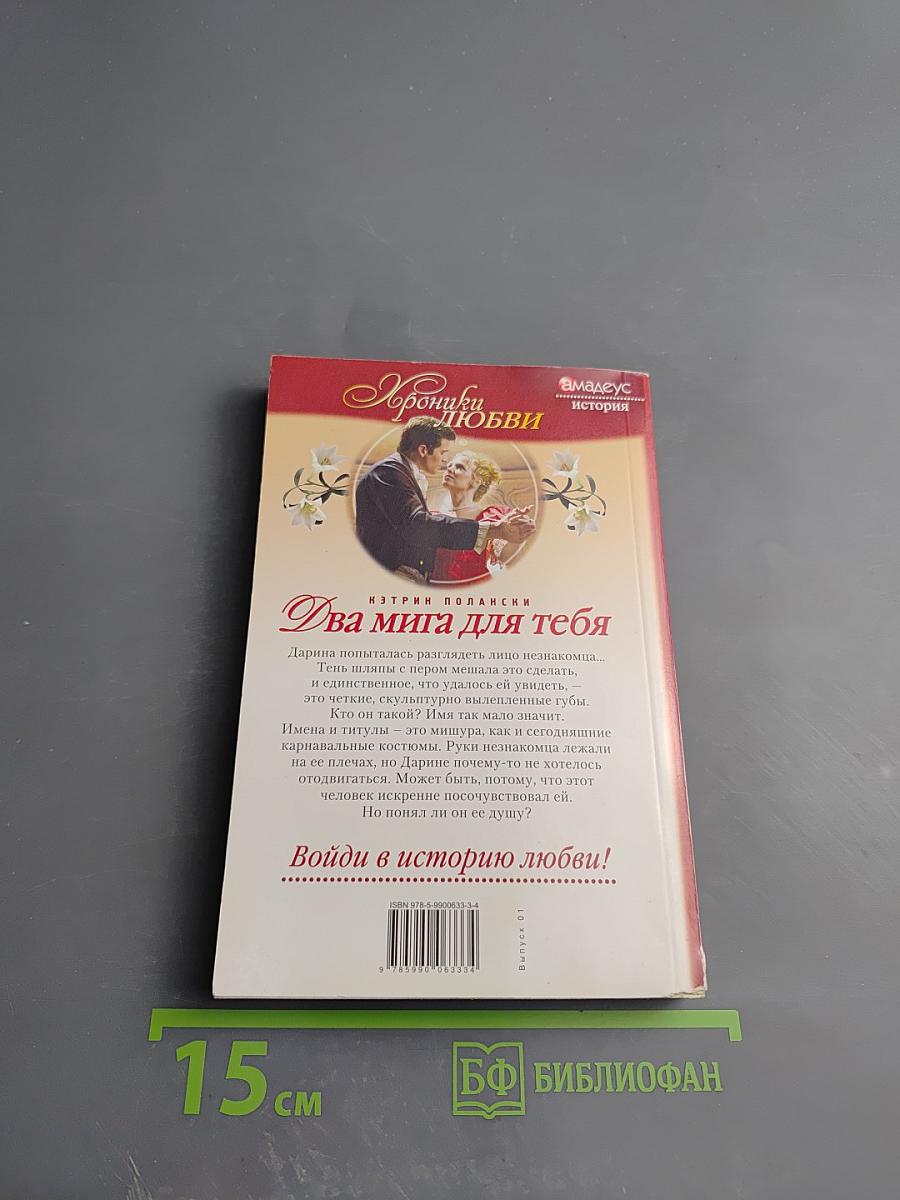 Хроники
ЛЮБВИ
амадеус
история
КЭТРИН ПОЛАНСКИ
Два мига для тебя
Дарина попыталась разглядеть лицо незнакомца...
Тень шляпы с пером мешала это сделать,
и единственное, что удалось ей увидеть, –
это четкие, скульптурно вылепленные губы.
Кто он такой? Имя так мало значит.
Имена и титулы – это мишура, как и сегодняшние
карнавальные костюмы. Руки незнакомца лежали
на ее плечах, но Дарине почему-то не хотелось
отодвигаться. Может быть, потому, что этот
человек искренне посочувствовал ей.
Но понял ли он ее душу?
Войди в историю любви!
ISBN 978-5-9900633-3-4
9 785990 063334
Выпуск 01
15 см
БФ БИБЛИОФАН